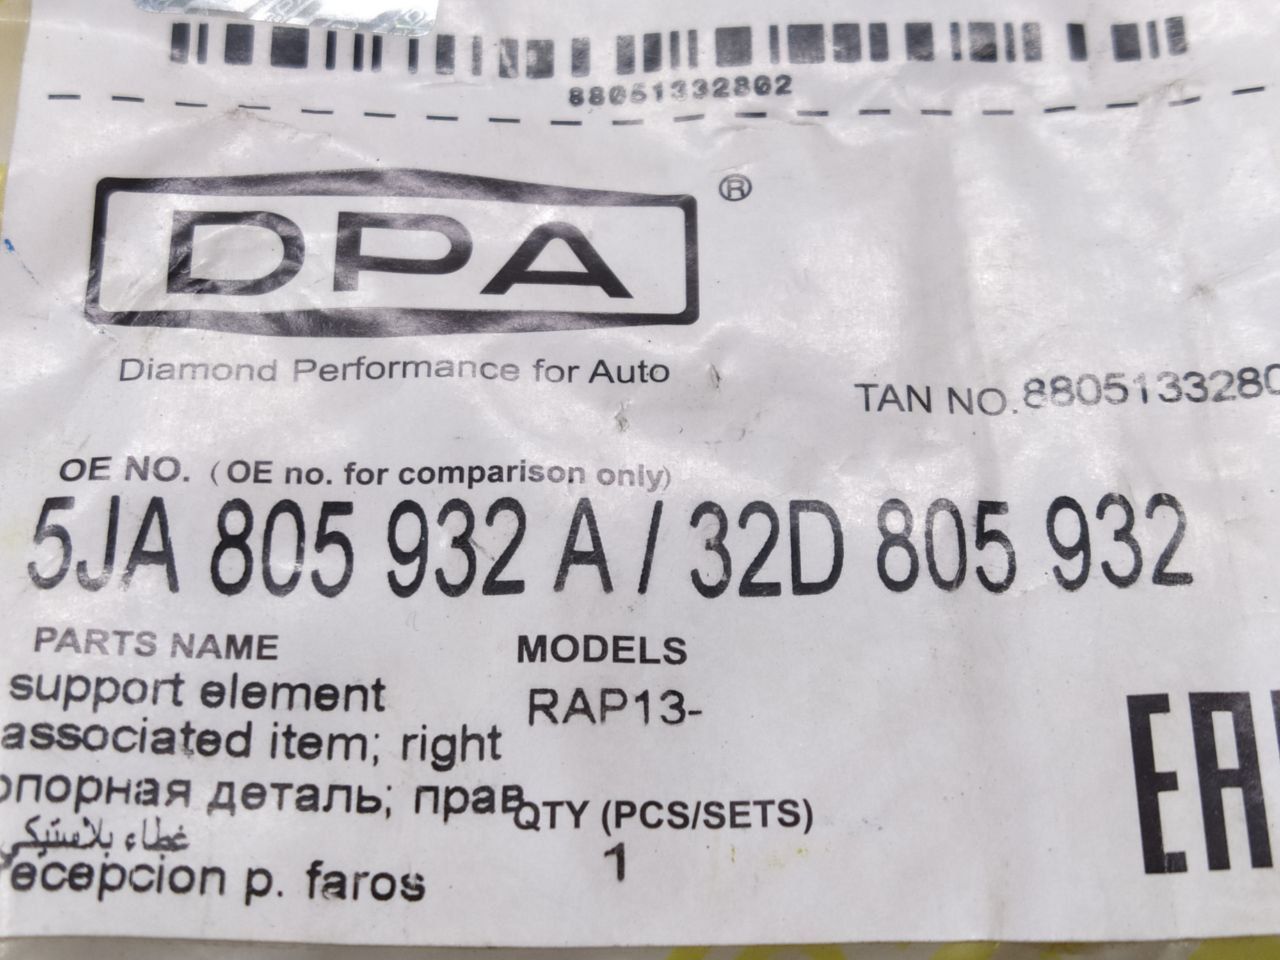 88051332802
DPA ®
Diamond Performance for Auto
TAN NO.8805133280
OE NO. (OE no. for comparison only)
5JA 805 932 A / 32D 805 932
PARTS NAME
MODELS
support element
RAP13-
associated item; right
опорная деталь; прав
QTY (PCS/SETS)
غطاء بلاستيكي
1
ecepcion p. faros
EAC